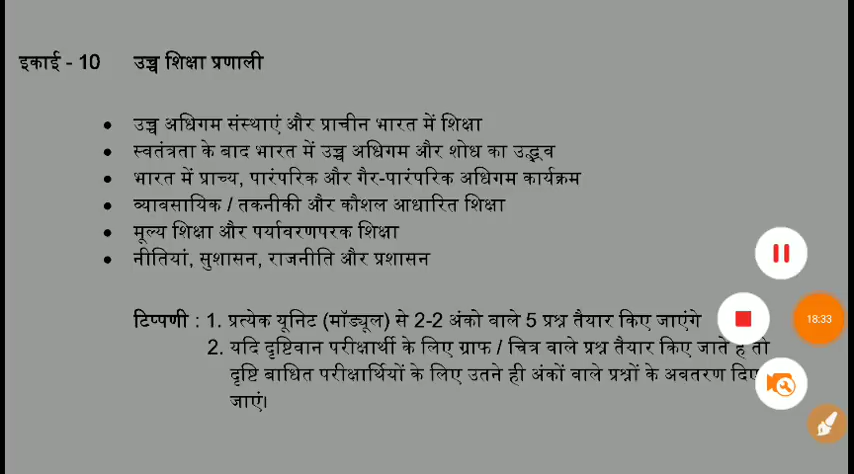 इकाई - 10 उच्च शिक्षा प्रणाली
• उच्च अधिगम संस्थाएं और प्राचीन भारत में शिक्षा
• स्वतंत्रता के बाद भारत में उच्च अधिगम और शोध का उद्भव
• भारत में प्राच्य, पारंपरिक और गैर-पारंपरिक अधिगम कार्यक्रम
• व्यावसायिक / तकनीकी और कौशल आधारित शिक्षा
• मूल्य शिक्षा और पर्यावरणपरक शिक्षा
• नीतियां, सुशासन, राजनीति और प्रशासन
टिप्पणी : 1. प्रत्येक यूनिट (मॉड्यूल) से 2-2 अंको वाले 5 प्रश्न तैयार किए जाएंगे
2. यदि दृष्टिवान परीक्षार्थी के लिए ग्राफ / चित्र वाले प्रश्न तैयार किए जाते है तो
दृष्टि बाधित परीक्षार्थियों के लिए उतने ही अंकों वाले प्रश्नों के अवतरण दिए
जाएं।
18:33